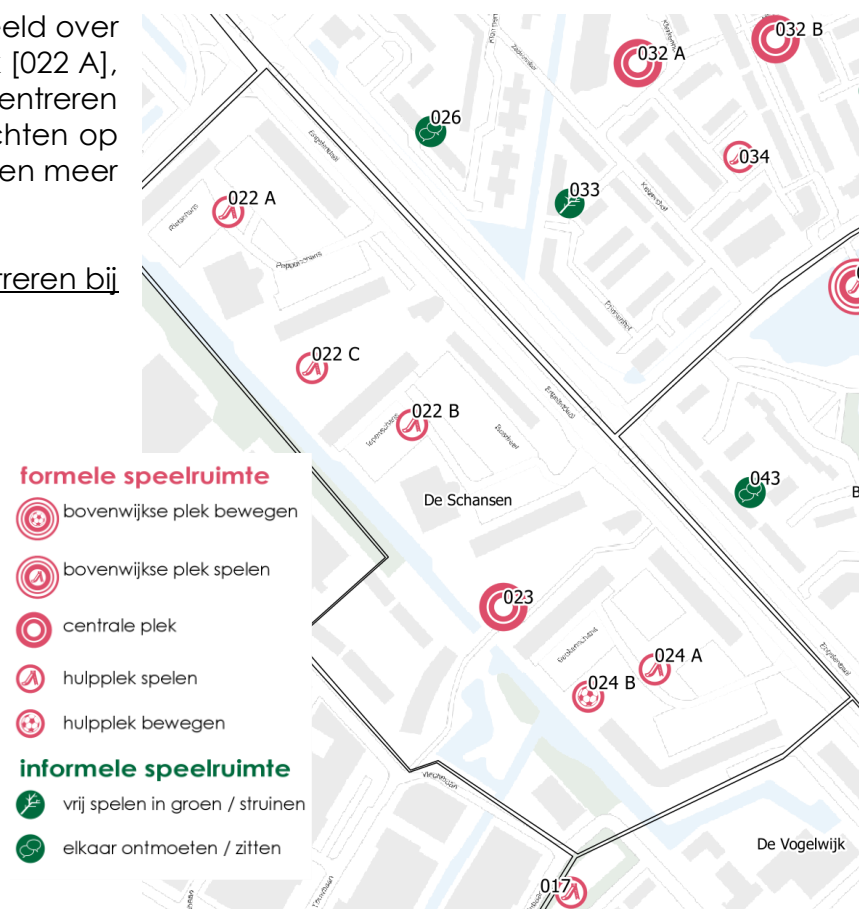 eeld over
[022 A],
entreren
chten op
en meer
reren bij
032 B
032 A
026
034
033
022 A
022 C
022 B
De Schansen
043
B
023
024 A
024 B
De Vogelwijk
017
formele speelruimte
bovenwijkse plek bewegen
bovenwijkse plek spelen
centrale plek
hulpplek spelen
hulpplek bewegen
informele speelruimte
vrij spelen in groen / struinen
elkaar ontmoeten / zitten